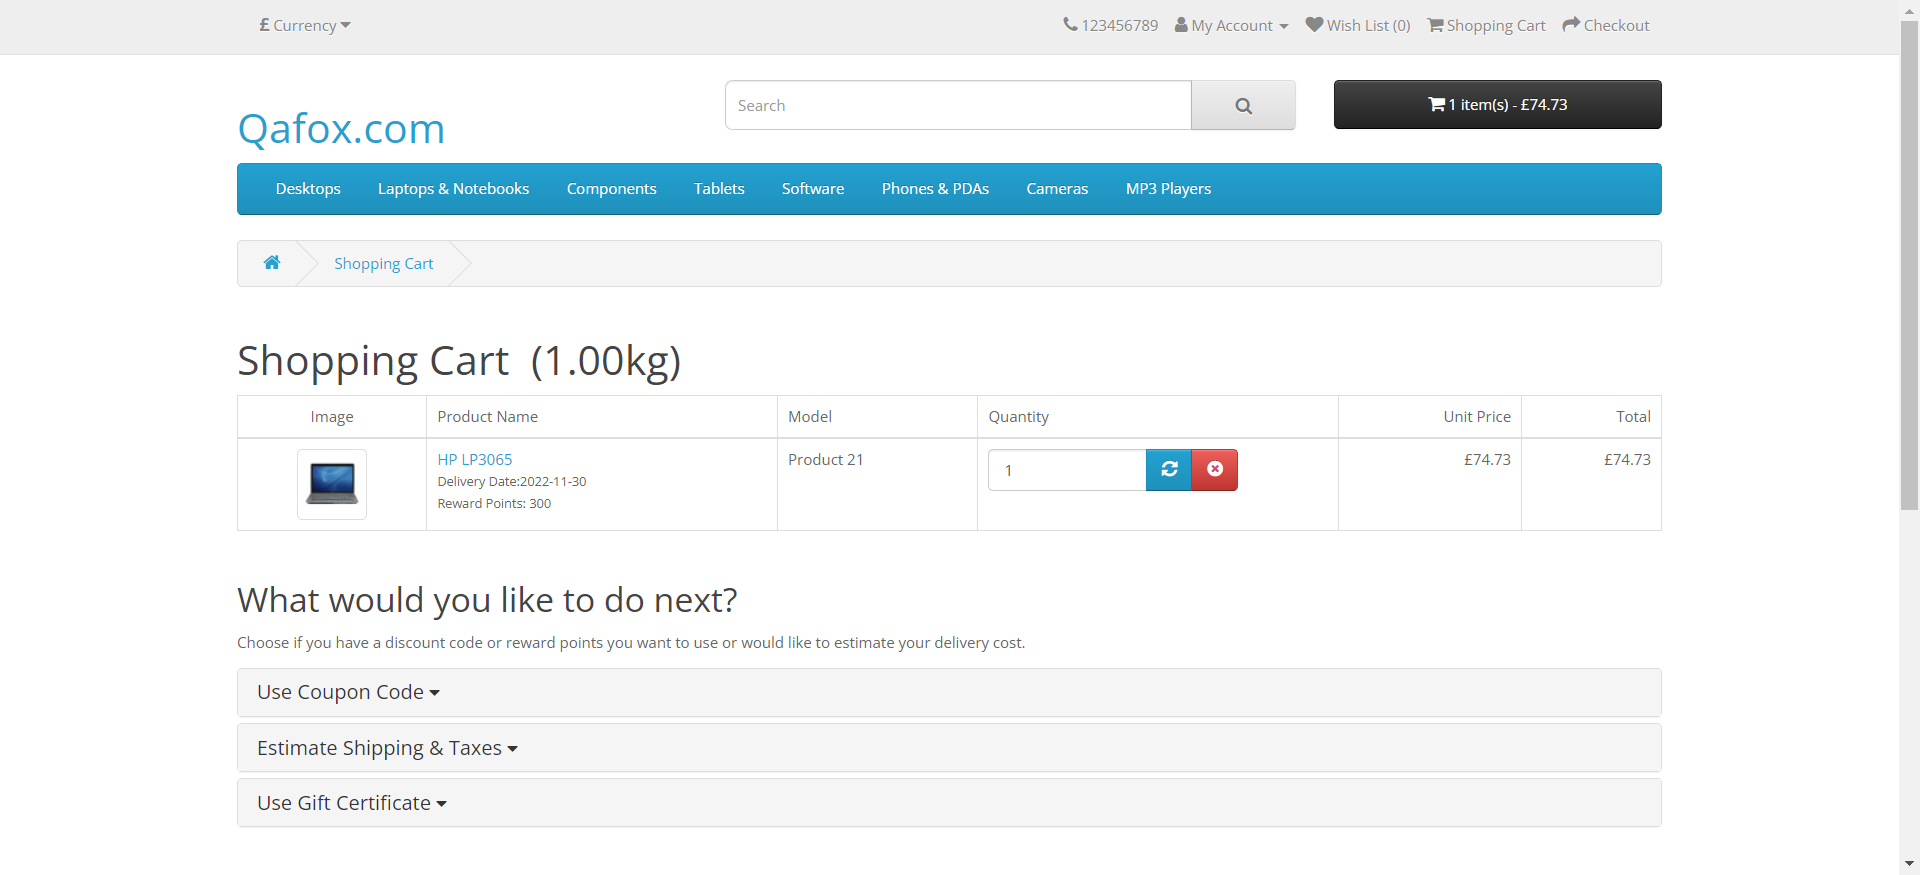 £ Currency
123456789 My Account Wish List (0) Shopping Cart Checkout
Search
1 item(s) - £74.73
Qafox.com
Desktops Laptops & Notebooks Components Tablets Software Phones & PDAs Cameras MP3 Players
Shopping Cart
Shopping Cart (1.00kg)
Image Product Name Model Quantity Unit Price Total
HP LP3065 Product 21 1 £74.73 £74.73
Delivery Date:2022-11-30
Reward Points: 300
What would you like to do next?
Choose if you have a discount code or reward points you want to use or would like to estimate your delivery cost.
Use Coupon Code
Estimate Shipping & Taxes
Use Gift Certificate